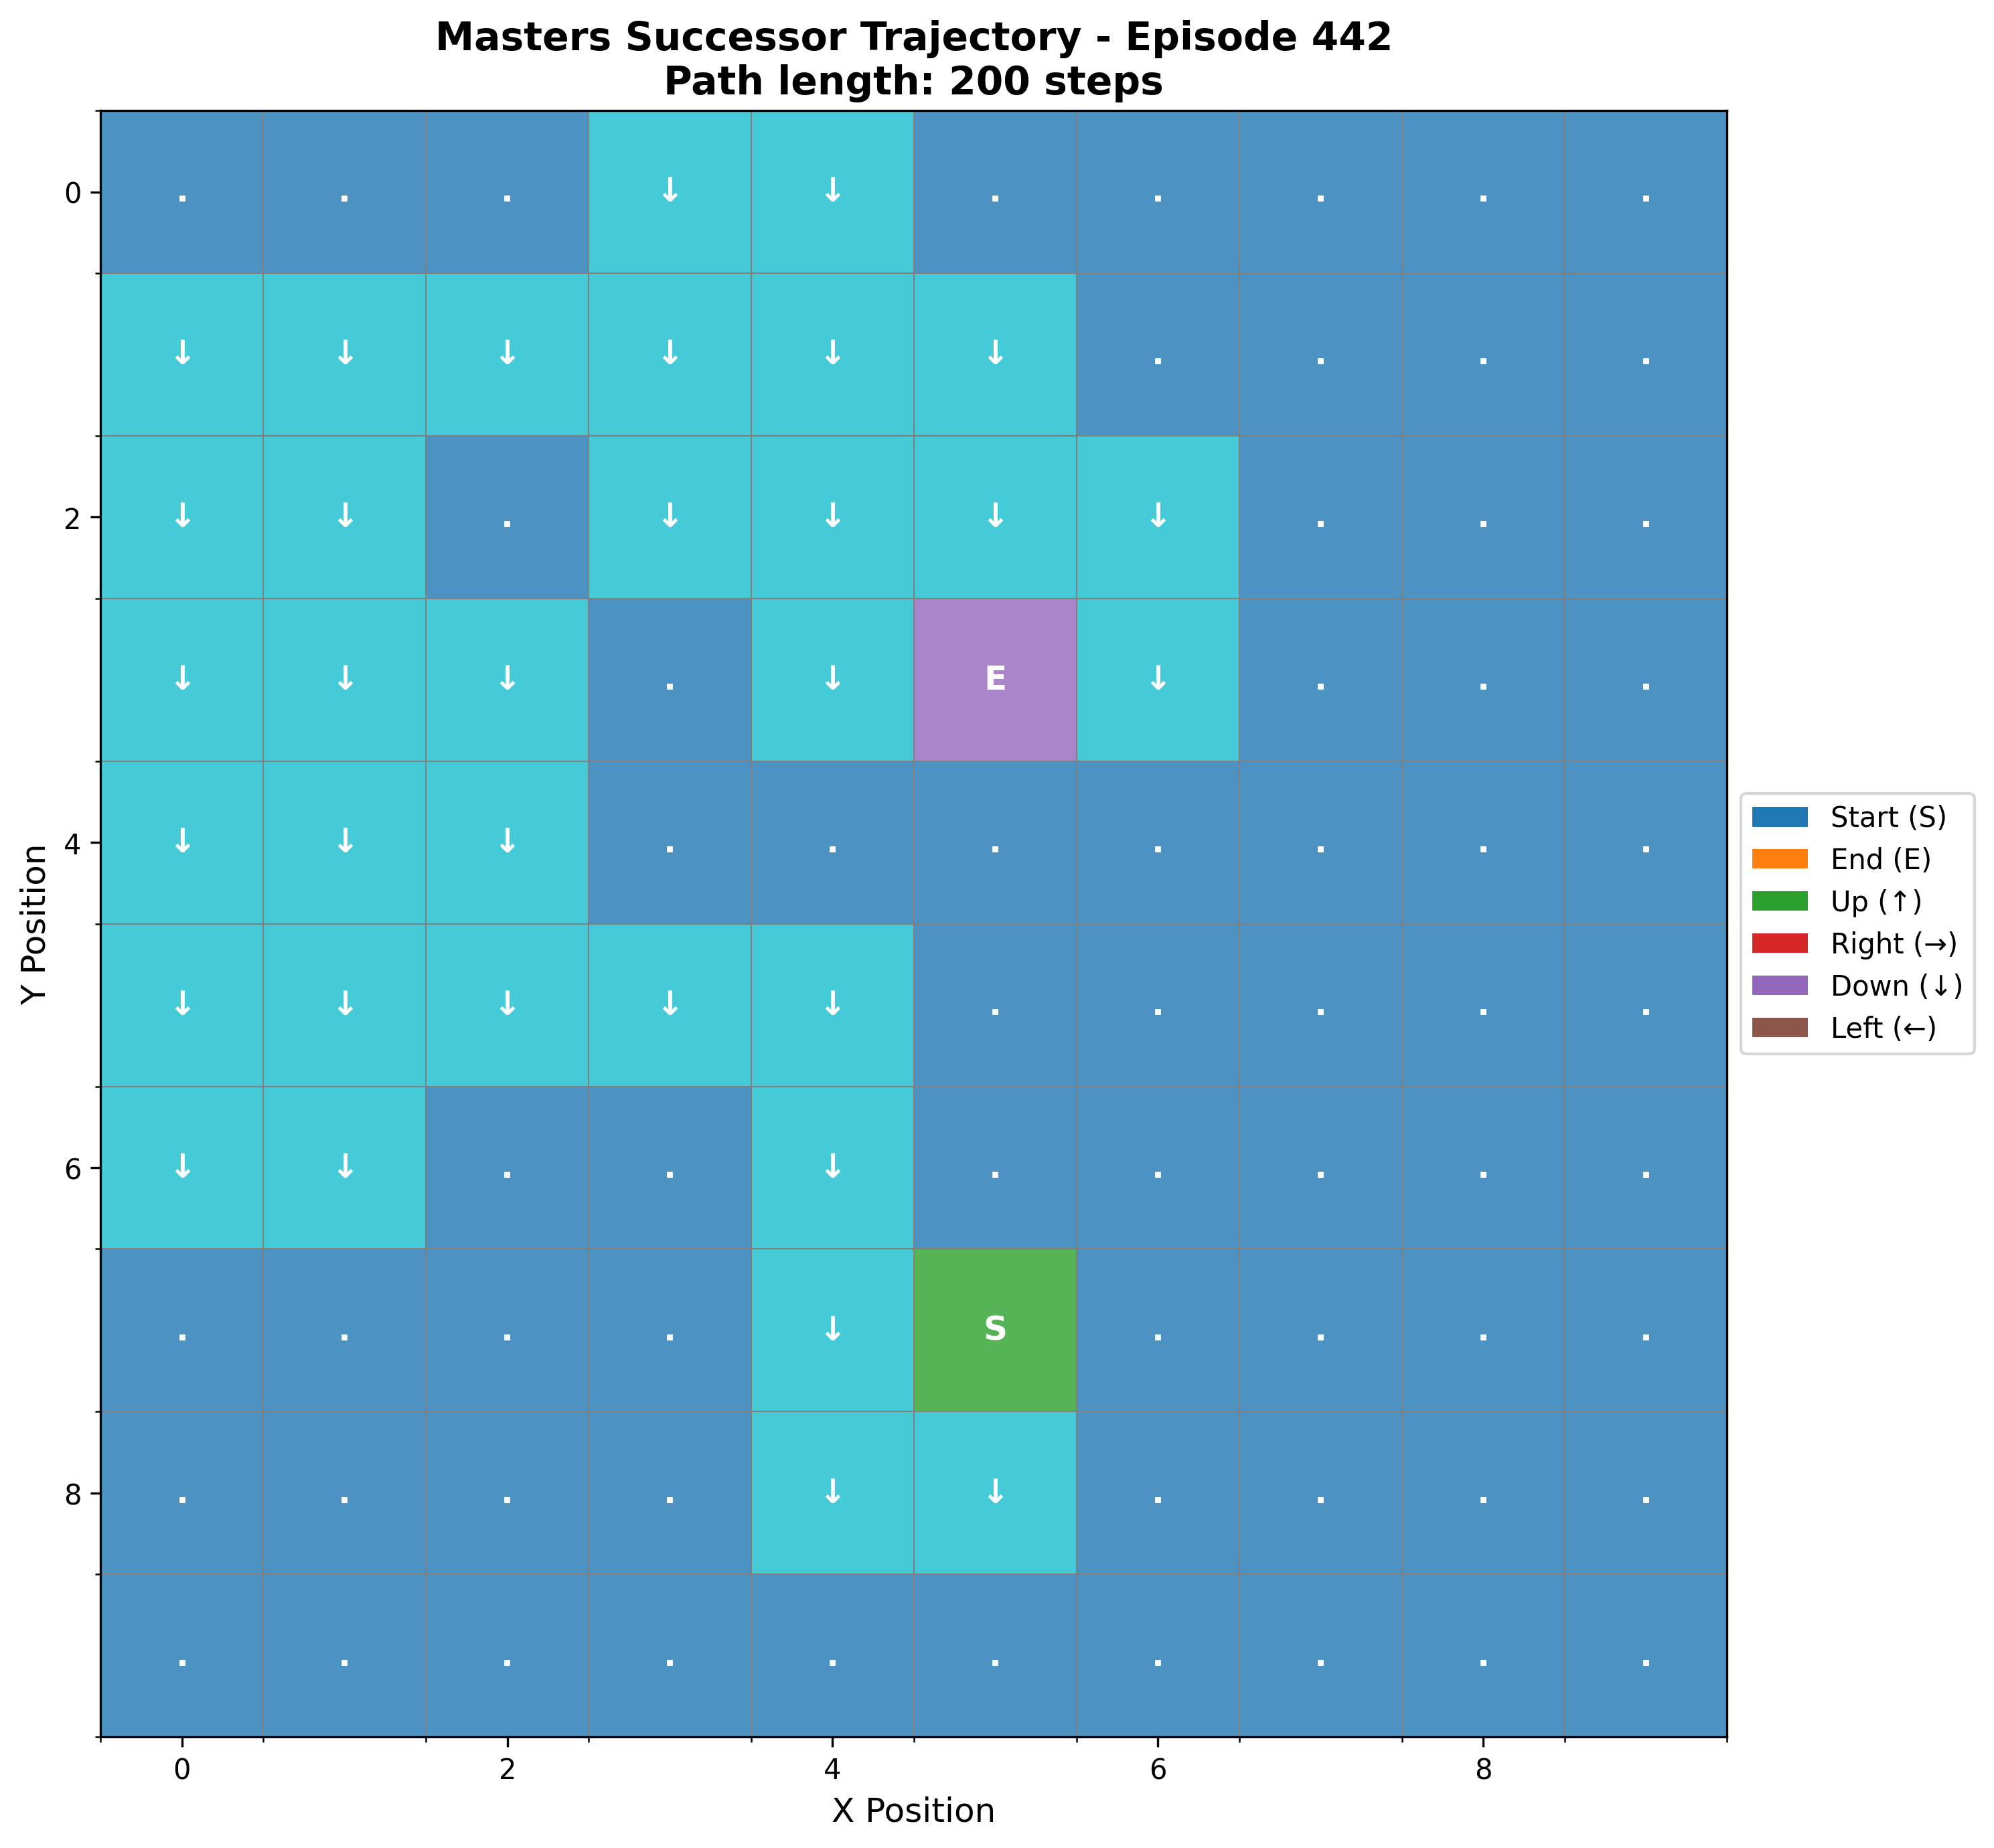 Masters Successor Trajectory - Episode 442
Path length: 200 steps
0 . . . ↓ ↓ . . . . .
↓ ↓ ↓ ↓ ↓ ↓ . . . .
2 ↓ ↓ . ↓ ↓ ↓ ↓ . . .
↓ ↓ ↓ . ↓ E ↓ . . .
4 ↓ ↓ ↓ . . . . . . .
↓ ↓ ↓ ↓ ↓ . . . . .
6 ↓ ↓ . . ↓ . . . . .
. . . . ↓ S . . . .
8 . . . . ↓ ↓ . . . .
. . . . . . . . . .
0 2 4 6 8
X Position
Y Position
Start (S)
End (E)
Up (↑)
Right (→)
Down (↓)
Left (←)